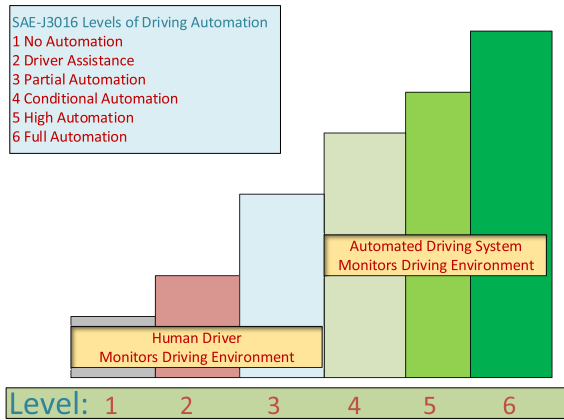 SAE-J3016 Levels of Driving Automation
1 No Automation
2 Driver Assistance
3 Partial Automation
4 Conditional Automation
5 High Automation
6 Full Automation
Automated Driving System
Monitors Driving Environment
Human Driver
Monitors Driving Environment
Level: 1 2 3 4 5 6